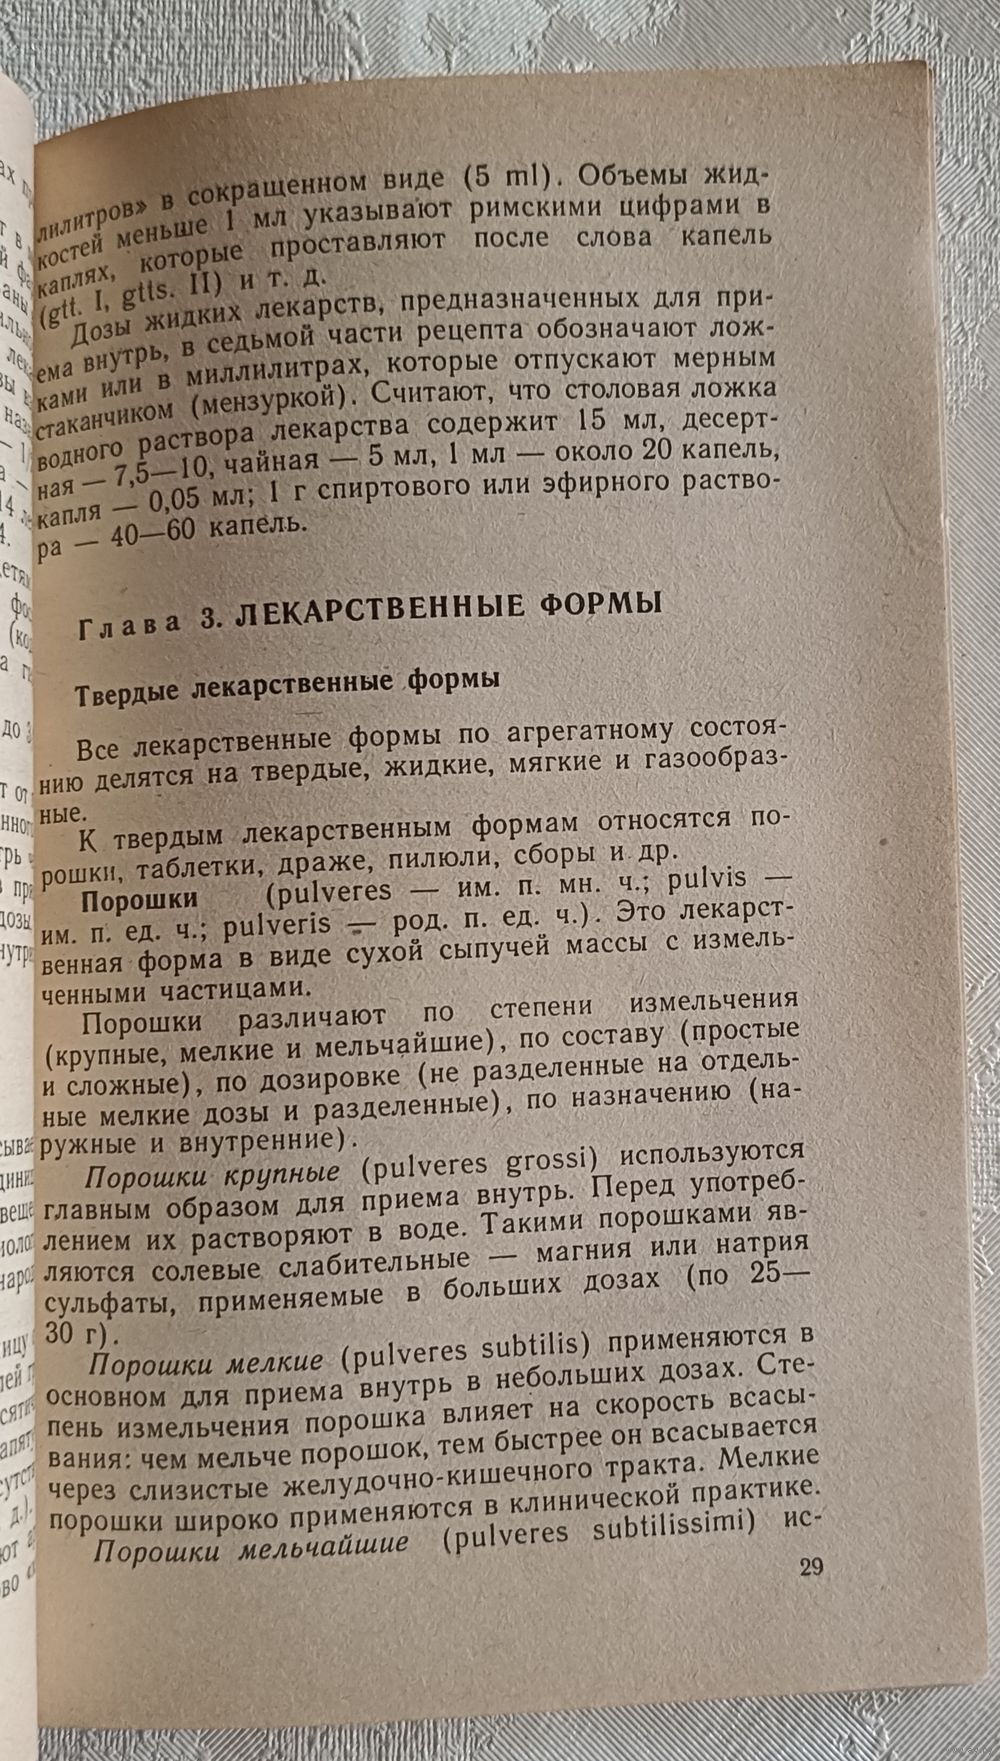 лилитров» в сокращенном виде (5 ml). Объемы жид-
костей меньше 1 мл указывают римскими цифрами в
каплях, которые проставляют после слова капель
(gtt. I, gtts. II) и т. д.
Дозы жидких лекарств, предназначенных для при-
ема внутрь, в седьмой части рецепта обозначают лож-
ками или в миллилитрах, которые отпускают мерным
стаканчиком (мензуркой). Считают, что столовая ложка
водного раствора лекарства содержит 15 мл, десерт-
ная — 7,5—10, чайная — 5 мл, 1 мл — около 20 капель,
капля — 0,05 мл; 1 г спиртового или эфирного раство-
ра — 40—60 капель.
Глава 3. ЛЕКАРСТВЕННЫЕ ФОРМЫ
Твердые лекарственные формы
Все лекарственные формы по агрегатному состоя-
нию делятся на твердые, жидкие, мягкие и газообраз-
ные.
К твердым лекарственным формам относятся по-
рошки, таблетки, драже, пилюли, сборы и др.
Порошки (pulveres — им. п. мн. ч.; pulvis —
им. п. ед. ч.; pulveris — род. п. ед. ч.). Это лекарст-
венная форма в виде сухой сыпучей массы с измель-
ченными частицами.
Порошки различают по степени измельчения
(крупные, мелкие и мельчайшие), по составу (простые
и сложные), по дозировке (не разделенные на отдель-
ные мелкие дозы и разделенные), по назначению (на-
ружные и внутренние).
Порошки крупные (pulveres grossi) используются
главным образом для приема внутрь. Перед употреб-
лением их растворяют в воде. Такими порошками яв-
ляются солевые слабительные — магния или натрия
сульфаты, применяемые в больших дозах (по 25—
30 г).
Порошки мелкие (pulveres subtilis) применяются в
основном для приема внутрь в небольших дозах. Сте-
пень измельчения порошка влияет на скорость всасы-
вания: чем мельче порошок, тем быстрее он всасывается
через слизистые желудочно-кишечного тракта. Мелкие
порошки широко применяются в клинической практике.
Порошки мельчайшие (pulveres subtilissimi) ис-
29